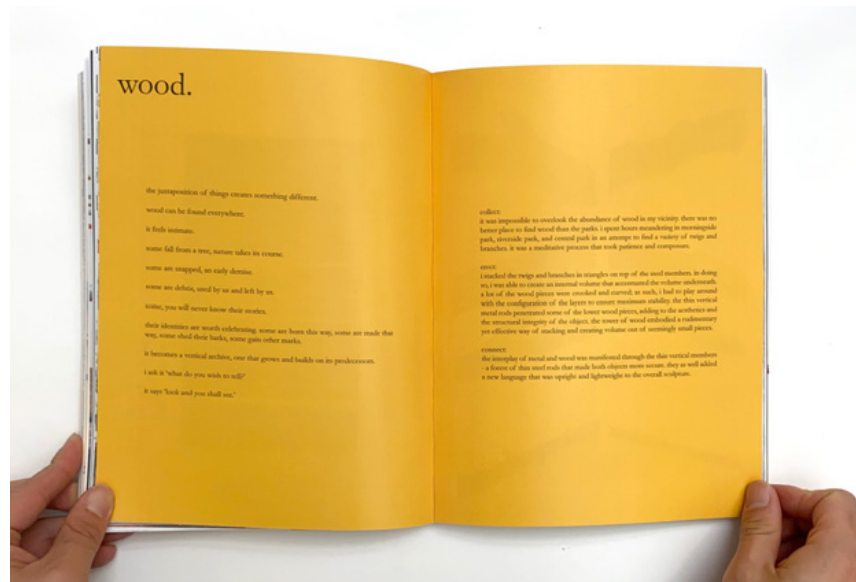 wood.
the juxtaposition of things creates something different.
wood can be found everywhere.
it feels intimate.
some fall from a tree, nature takes its course.
some are snapped, an early demise.
some are debris, used by us and left by us.
some, you will never know their stories.
their identities are worth celebrating. some are born this way, some are made that
way, some shed their barks, some gain other marks.
it becomes a vertical archive, one that grows and builds on its predecessors.
i ask it "what do you wish to tell?"
it says "look and you shall see."
collect:
it was impossible to overlook the abundance of wood in my vicinity. there was no
better place to find wood than the parks. i spent hours meandering in morningside
park, riverside park, and central park in an attempt to find a variety of twigs and
branches. it was a meditative process that took patience and composure.
erect:
i stacked the twigs and branches in triangles on top of the steel members. in doing
so, i was able to create an internal volume that accentuated the volume underneath.
a lot of the wood pieces were crooked and curved; as such, i had to play around
with the configuration of the layers to ensure maximum stability. the thin vertical
metal rods penetrated some of the lower wood pieces, adding to the aesthetics and
the structural integrity of the object. the tower of wood embodied a rudimentary
yet effective way of stacking and creating volume out of seemingly small pieces.
connect:
the interplay of metal and wood was manifested through the thin vertical members
- a forest of thin steel rods that made both objects more secure. they as well added
a new language that was upright and lightweight to the overall sculpture.